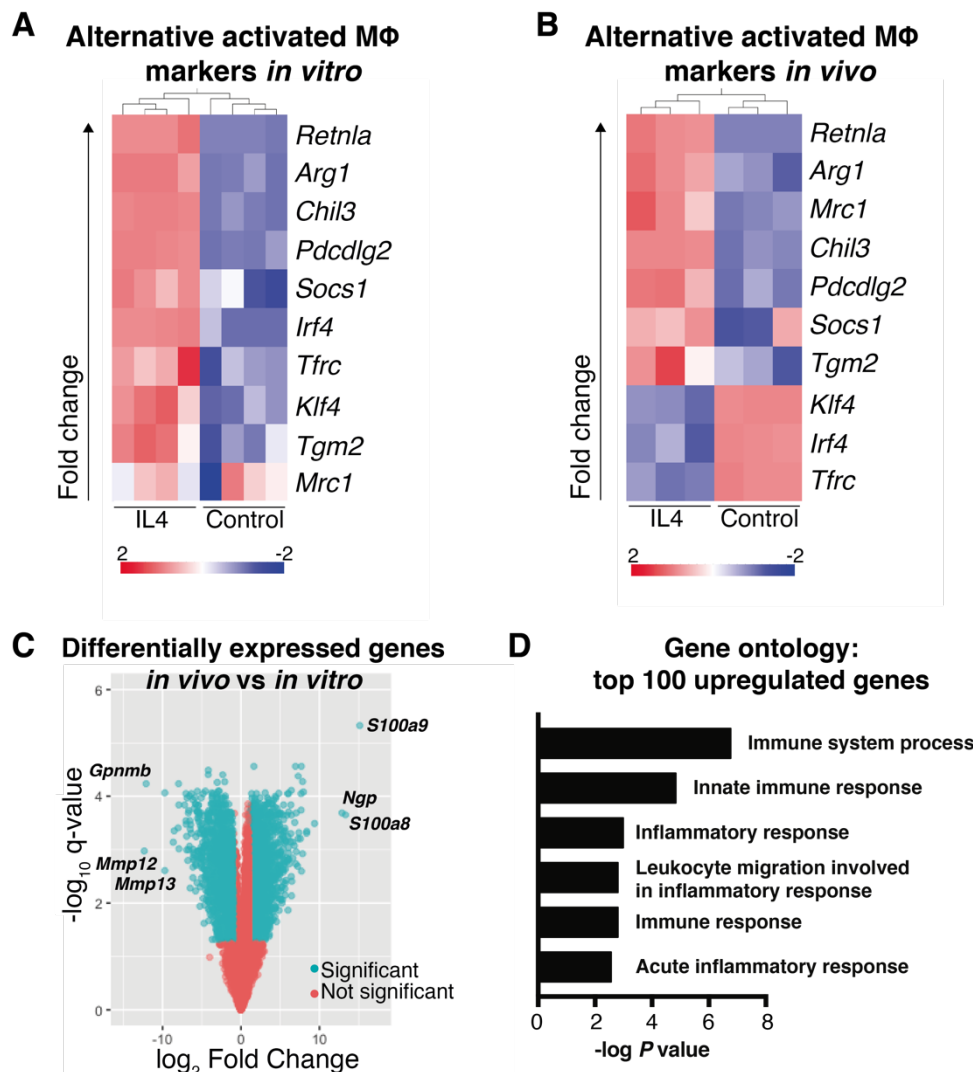 A
Alternative activated MΦ
markers in vitro
Retnla
Arg1
Chil3
Pdcdlg2
Socs1
Irf4
Tfrc
Klf4
Tgm2
Mrc1
Fold change
IL4 Control
2 -2
B
Alternative activated MΦ
markers in vivo
Retnla
Arg1
Mrc1
Chil3
Pdcdlg2
Socs1
Tgm2
Klf4
Irf4
Tfrc
Fold change
IL4 Control
2 -2
C
Differentially expressed genes
in vivo vs in vitro
6
4
2
0
-log10 q-value
S100a9
Gpnmb
Ngp
S100a8
Mmp12
Mmp13
Significant
Not significant
-10 0 10
log2 Fold Change
D
Gene ontology:
top 100 upregulated genes
Immune system process
Innate immune response
Inflammatory response
Leukocyte migration involved
in inflammatory response
Immune response
Acute inflammatory response
0 2 4 6 8
-log P value